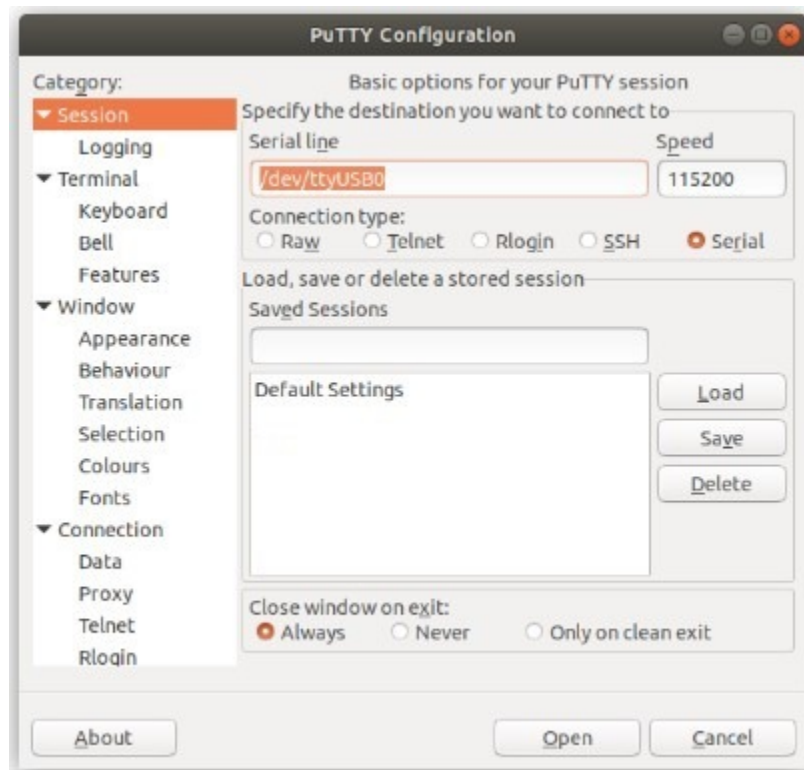 PuTTY Configuration
Category:
Session
Logging
Terminal
Keyboard
Bell
Features
Window
Appearance
Behaviour
Translation
Selection
Colours
Fonts
Connection
Data
Proxy
Telnet
Rlogin
Basic options for your PuTTY session
Specify the destination you want to connect to
Serial line Speed
/dev/ttyUSB0 115200
Connection type:
Raw Telnet Rlogin SSH Serial
Load, save or delete a stored session
Saved Sessions
Default Settings
Load
Save
Delete
Close window on exit:
Always Never Only on clean exit
About Open Cancel